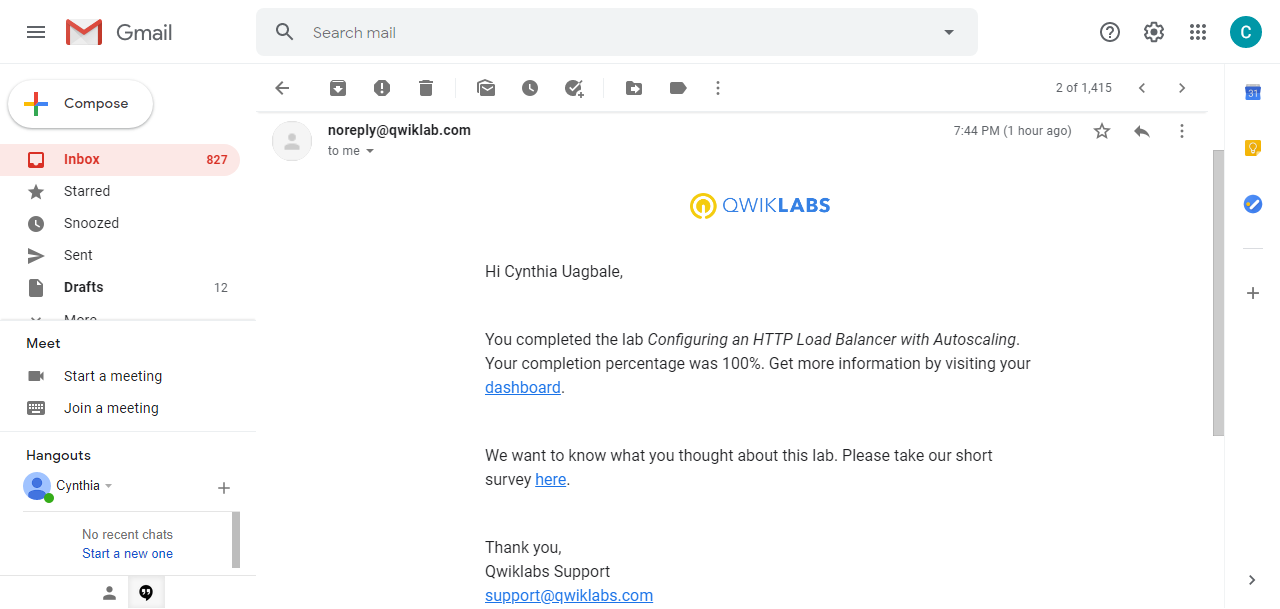 Gmail
Search mail
C
Compose
2 of 1,415
31
noreply@qwiklab.com
7:44 PM (1 hour ago)
to me
Inbox 827
Starred
Snoozed
Sent
Drafts 12
More
Meet
Start a meeting
Join a meeting
Hangouts
Cynthia
No recent chats
Start a new one
QWIKLABS
Hi Cynthia Uagbale,
You completed the lab Configuring an HTTP Load Balancer with Autoscaling.
Your completion percentage was 100%. Get more information by visiting your
dashboard.
We want to know what you thought about this lab. Please take our short
survey here.
Thank you,
Qwiklabs Support
support@qwiklabs.com